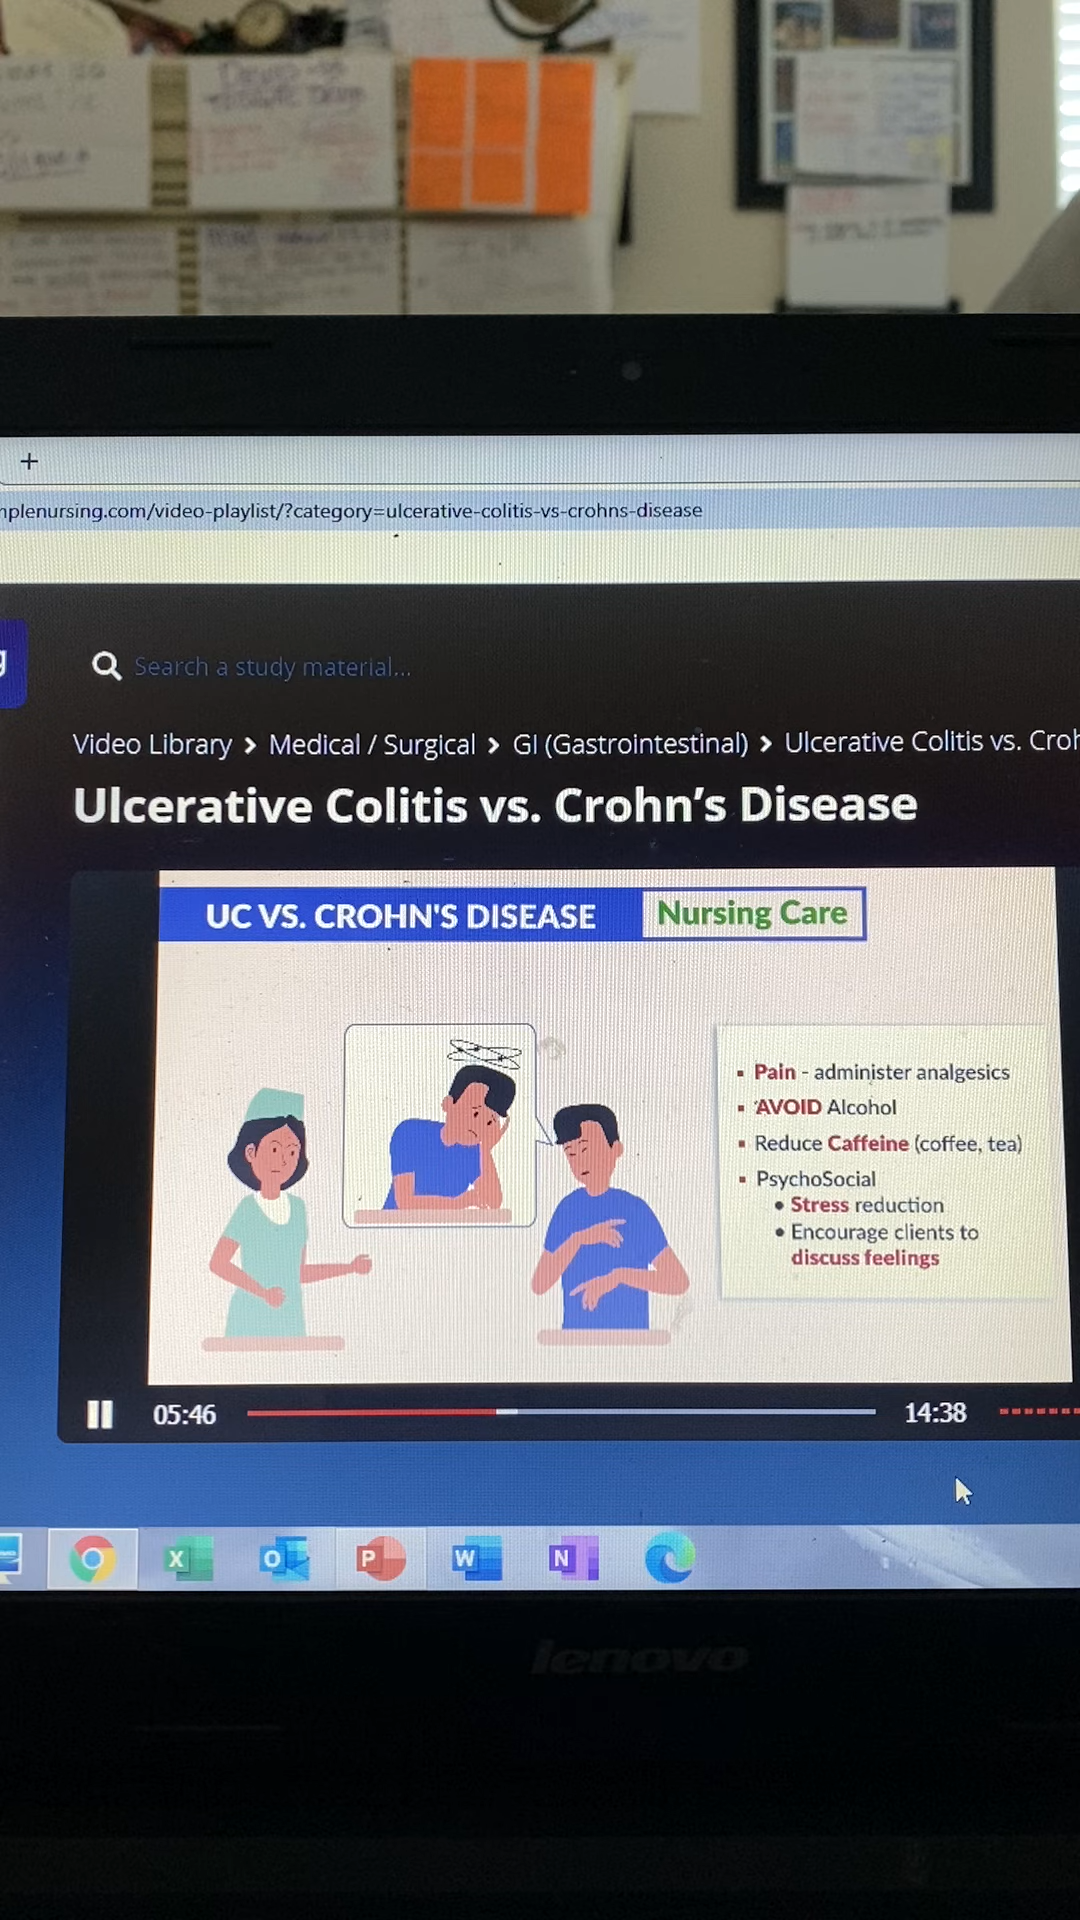 +
nplenursing.com/video-playlist/?category=ulcerative-colitis-vs-crohns-disease
g
Search a study material...
Video Library > Medical / Surgical > GI (Gastrointestinal) > Ulcerative Colitis vs. Croh
Ulcerative Colitis vs. Crohn's Disease
UC VS. CROHN'S DISEASE Nursing Care
▪ Pain - administer analgesics
▪ AVOID Alcohol
▪ Reduce Caffeine (coffee, tea)
▪ PsychoSocial
• Stress reduction
• Encourage clients to
discuss feelings
05:46 14:38
X O P W N
lenovo